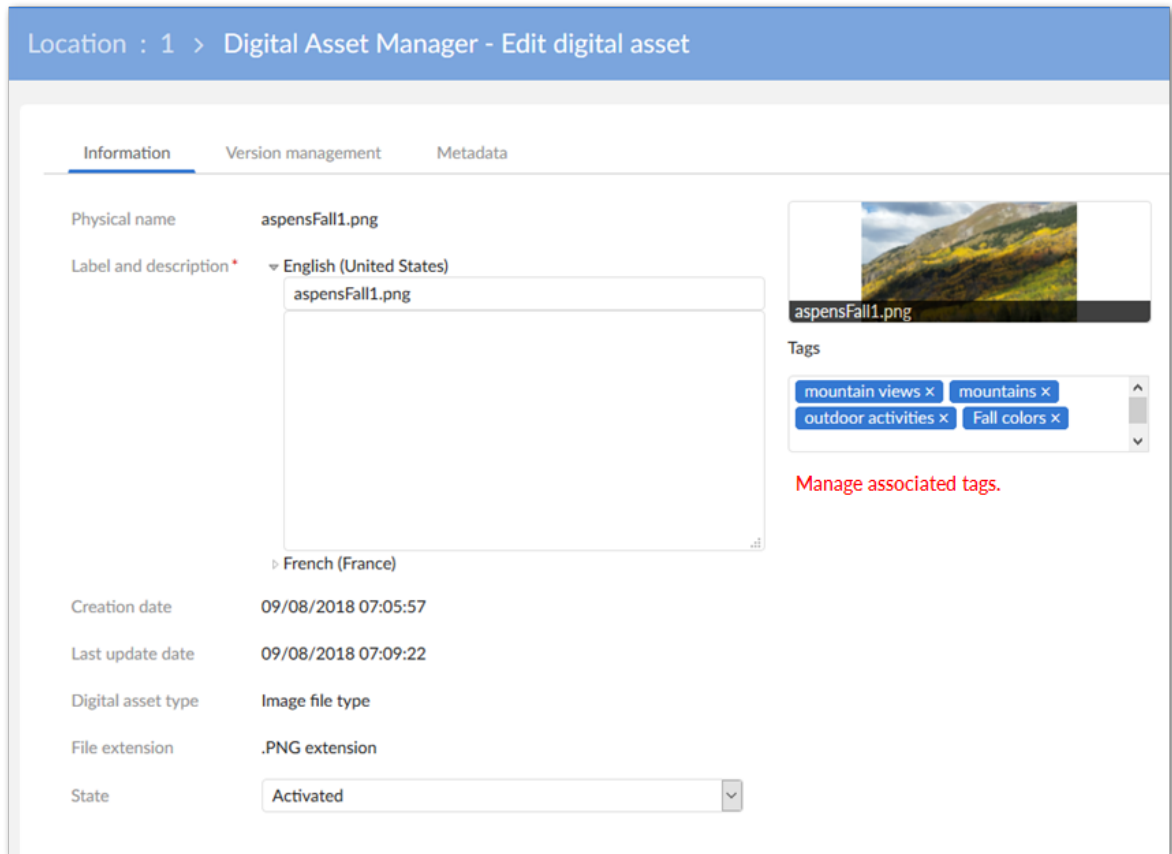 Location : 1 > Digital Asset Manager - Edit digital asset
Information Version management Metadata
Physical name aspensFall1.png
Label and description* English (United States)
aspensFall1.png
French (France)
Creation date 09/08/2018 07:05:57
Last update date 09/08/2018 07:09:22
Digital asset type Image file type
File extension .PNG extension
State Activated
aspensFall1.png
Tags
mountain views × mountains ×
outdoor activities × Fall colors ×
Manage associated tags.